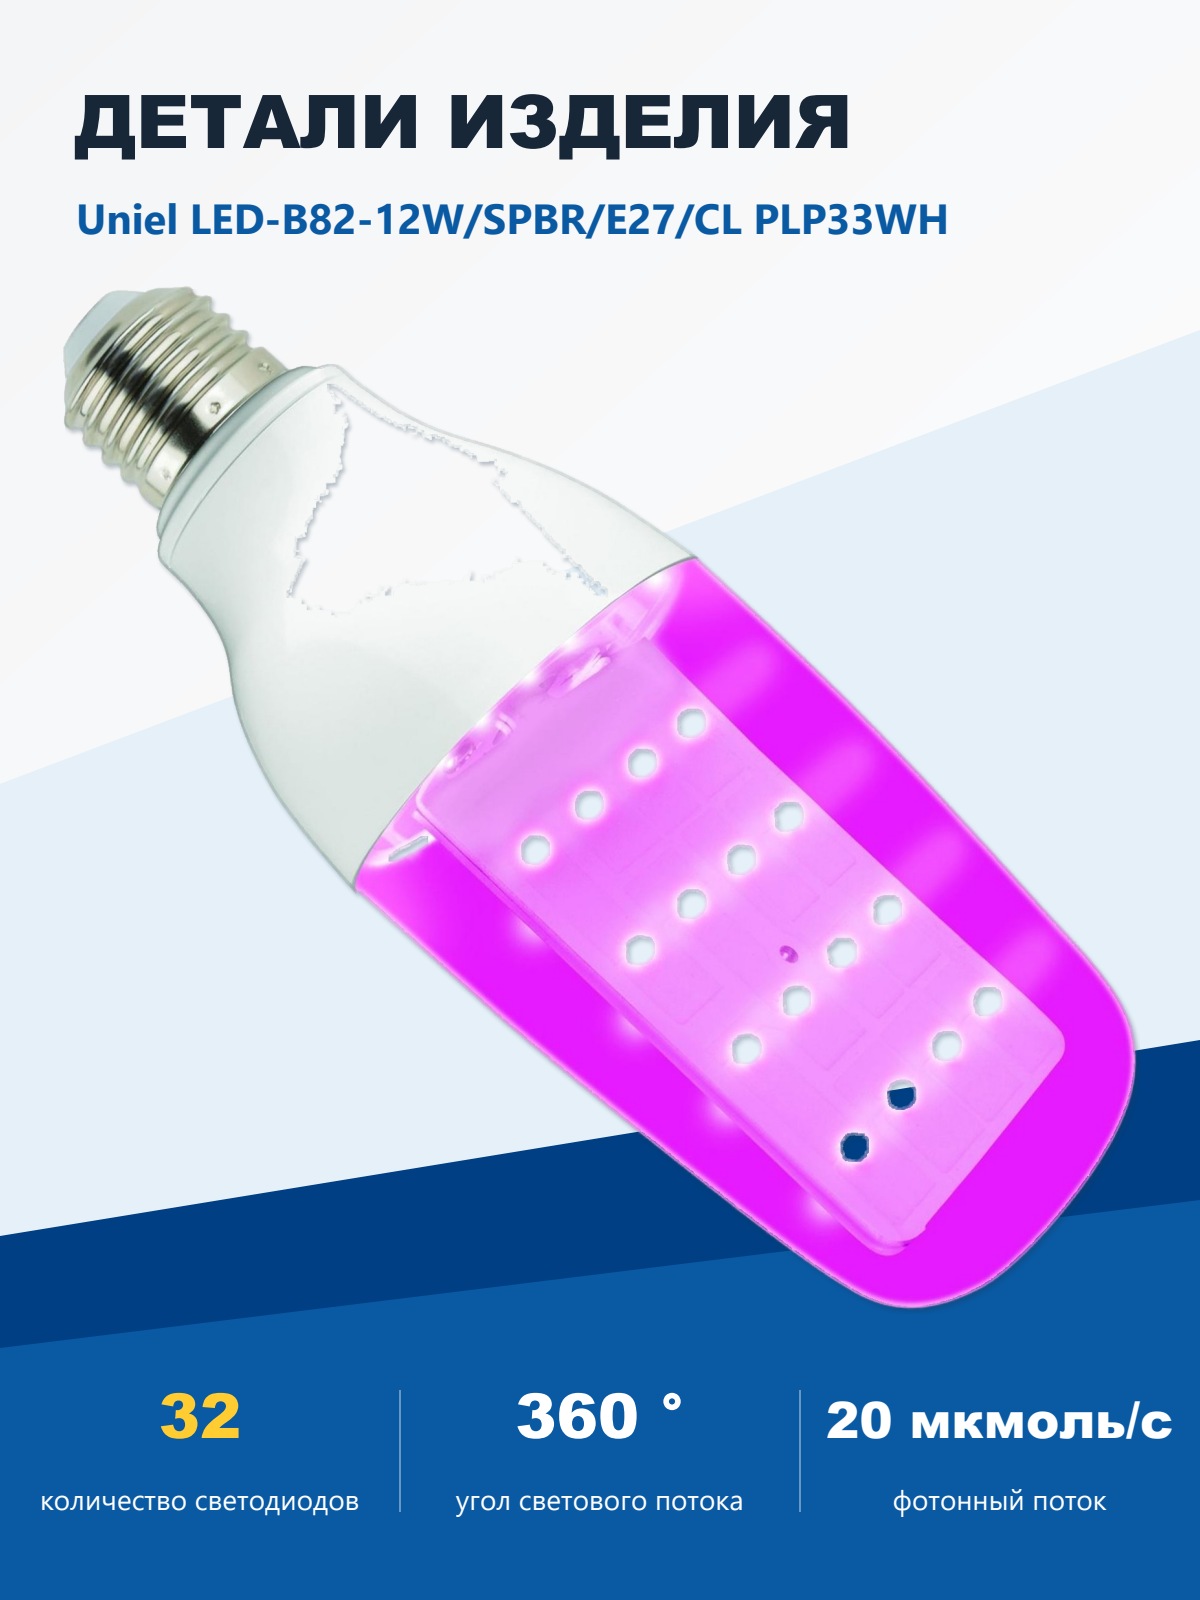 ДЕТАЛИ ИЗДЕЛИЯ
Uniel LED-B82-12W/SPBR/E27/CL PLP33WH
32
количество светодиодов
360 °
угол светового потока
20 мкмоль/с
фотонный поток